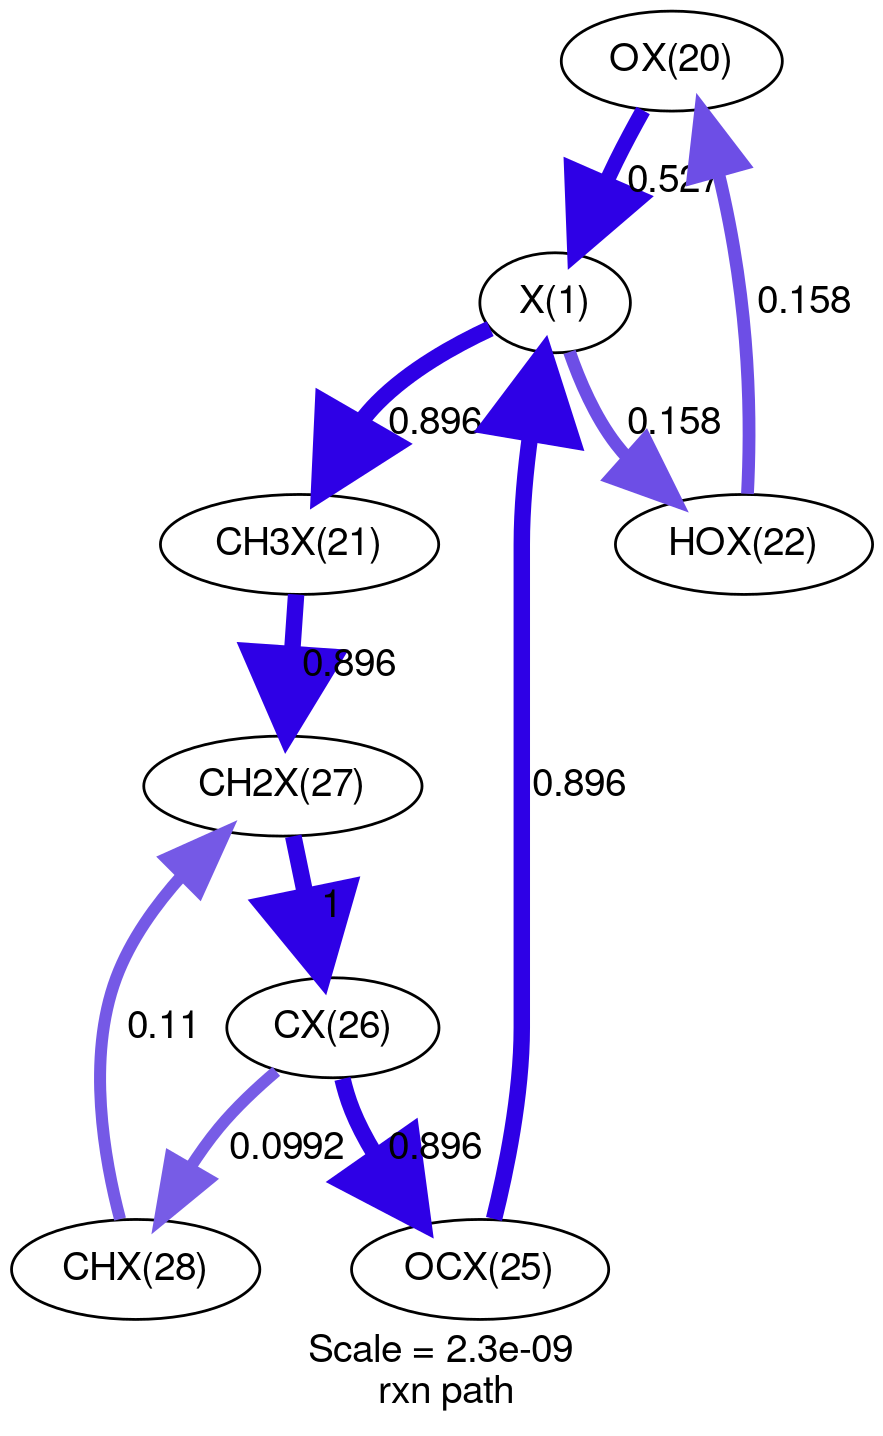 OX(20)
0.527
X(1)
0.158
0.896
0.158
CH3X(21)
HOX(22)
0.896
CH2X(27)
0.896
1
CX(26)
0.11
0.0992
0.896
CHX(28)
OCX(25)
Scale = 2.3e-09
rxn path